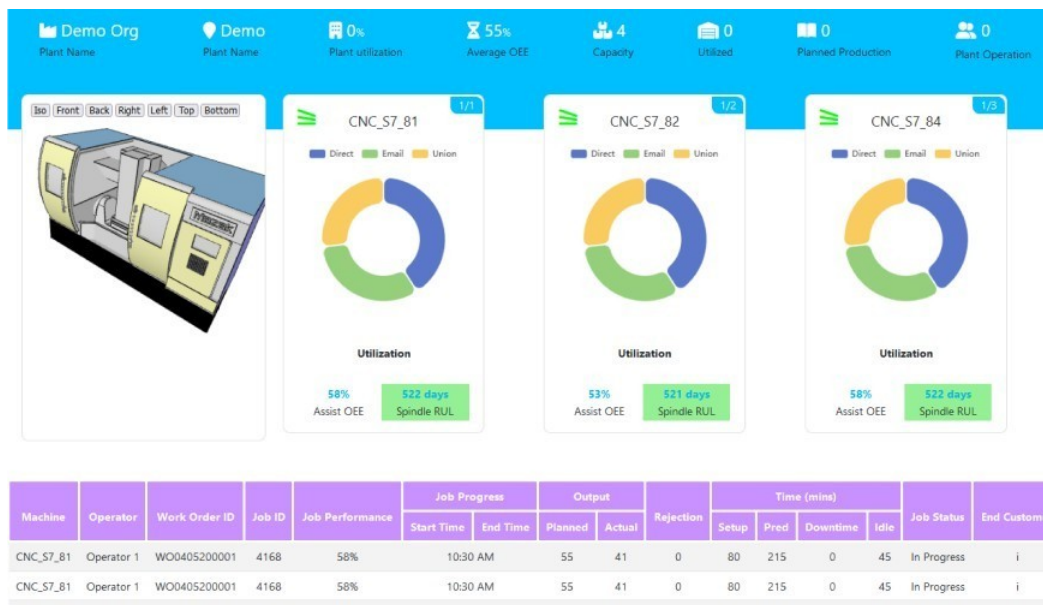 Demo Org
Plant Name
Demo
Plant Name
0%
Plant utilization
55%
Average OEE
4
Capacity
0
Utilized
0
Planned Production
0
Plant Operation
Iso Front Back Right Left Top Bottom
Mazak
1/1
CNC_S7_81
Direct Email Union
Utilization
58%
Assist OEE
522 days
Spindle RUL
1/2
CNC_S7_82
Direct Email Union
Utilization
53%
Assist OEE
521 days
Spindle RUL
1/3
CNC_S7_84
Direct Email Union
Utilization
58%
Assist OEE
522 days
Spindle RUL
Job Progress Output Time (mins)
Machine Operator Work Order ID Job ID Job Performance Rejection Job Status End Custom
Start Time End Time Planned Actual Setup Pred Downtime Idle
CNC_S7_81 Operator 1 WO0405200001 4168 58% 10:30 AM 55 41 0 80 215 0 45 In Progress i
CNC_S7_81 Operator 1 WO0405200001 4168 58% 10:30 AM 55 41 0 80 215 0 45 In Progress i